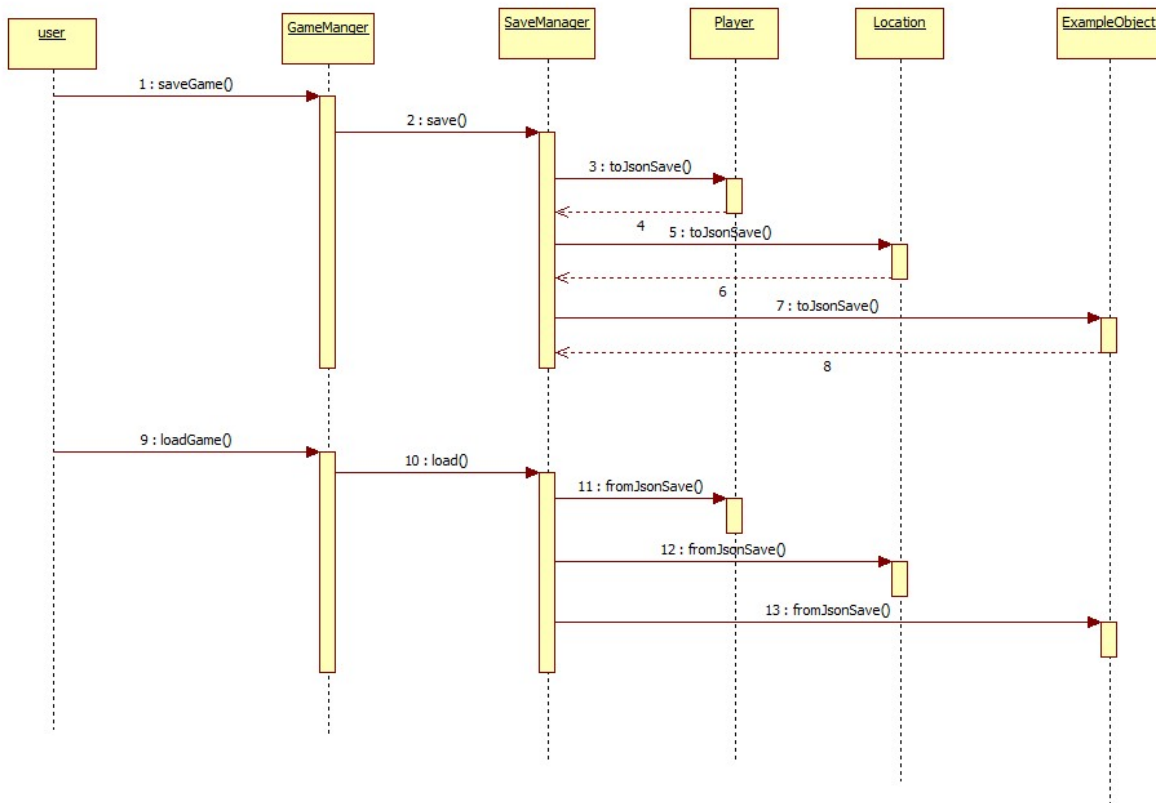 user
GameManger
SaveManager
Player
Location
ExampleObject
1 : saveGame()
2 : save()
3 : toJsonSave()
4
5 : toJsonSave()
6
7 : toJsonSave()
8
9 : loadGame()
10 : load()
11 : fromJsonSave()
12 : fromJsonSave()
13 : fromJsonSave()